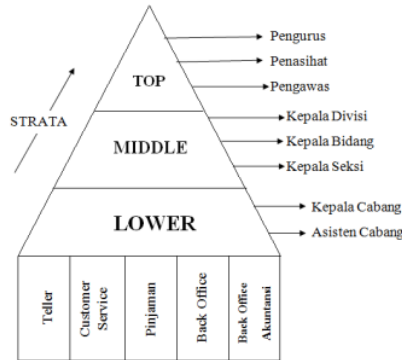 Pengurus
Penasihat
TOP
Pengawas
STRATA
Kepala Divisi
MIDDLE
Kepala Bidang
Kepala Seksi
Kepala Cabang
LOWER
Asisten Cabang
Teller
Customer
Service
Pinjaman
Back Office
Back Office
Akuntansi